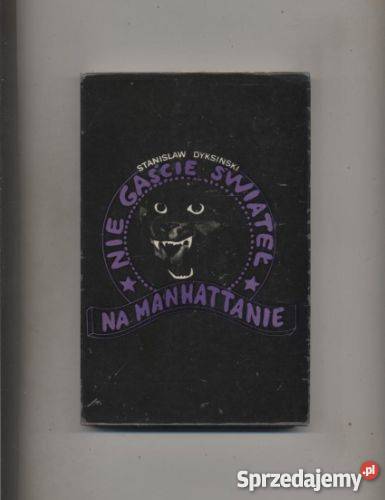 STANISŁAW DYKSIŃSKI
NIE GAŚCIE ŚWIATEŁ
NA MANHATTANIE
Sprzedajemy.pl